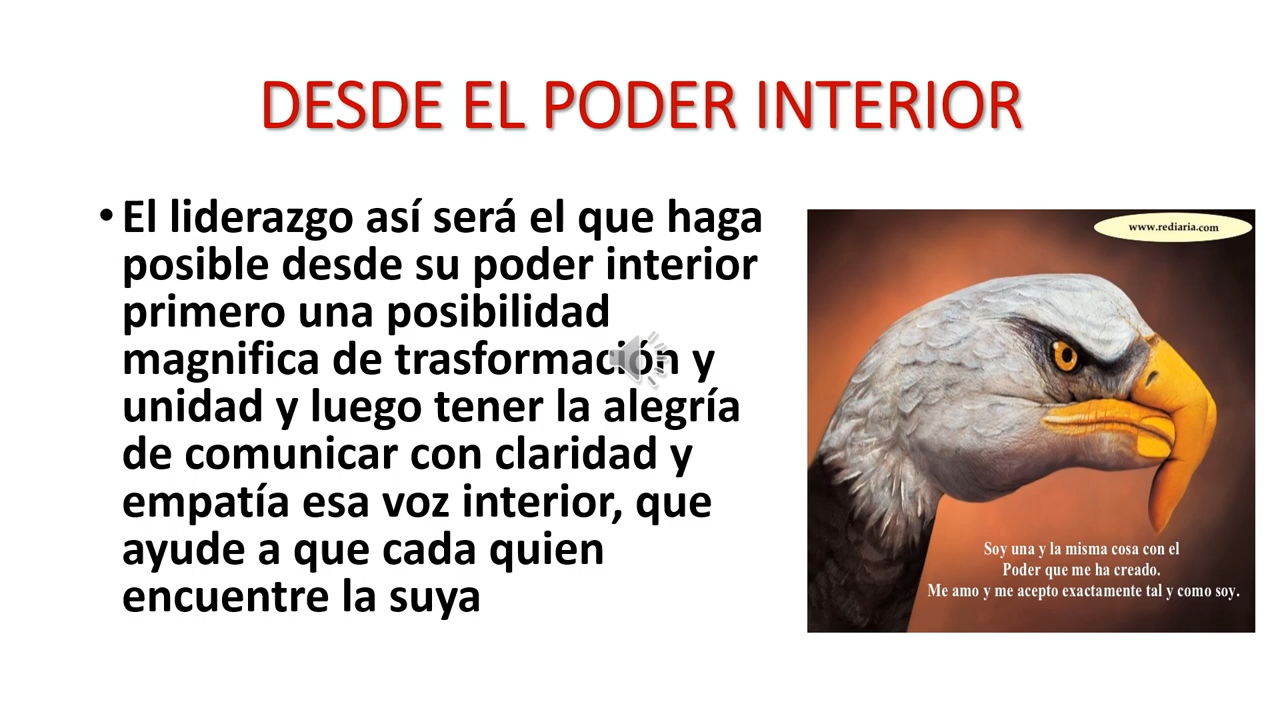 DESDE EL PODER INTERIOR
• El liderazgo así será el que haga
posible desde su poder interior
primero una posibilidad
magnifica de trasformación y
unidad y luego tener la alegría
de comunicar con claridad y
empatía esa voz interior, que
ayude a que cada quien
encuentre la suya
www.rediaria.com
Soy una y la misma cosa con el
Poder que me ha creado.
Me amo y me acepto exactamente tal y como soy.